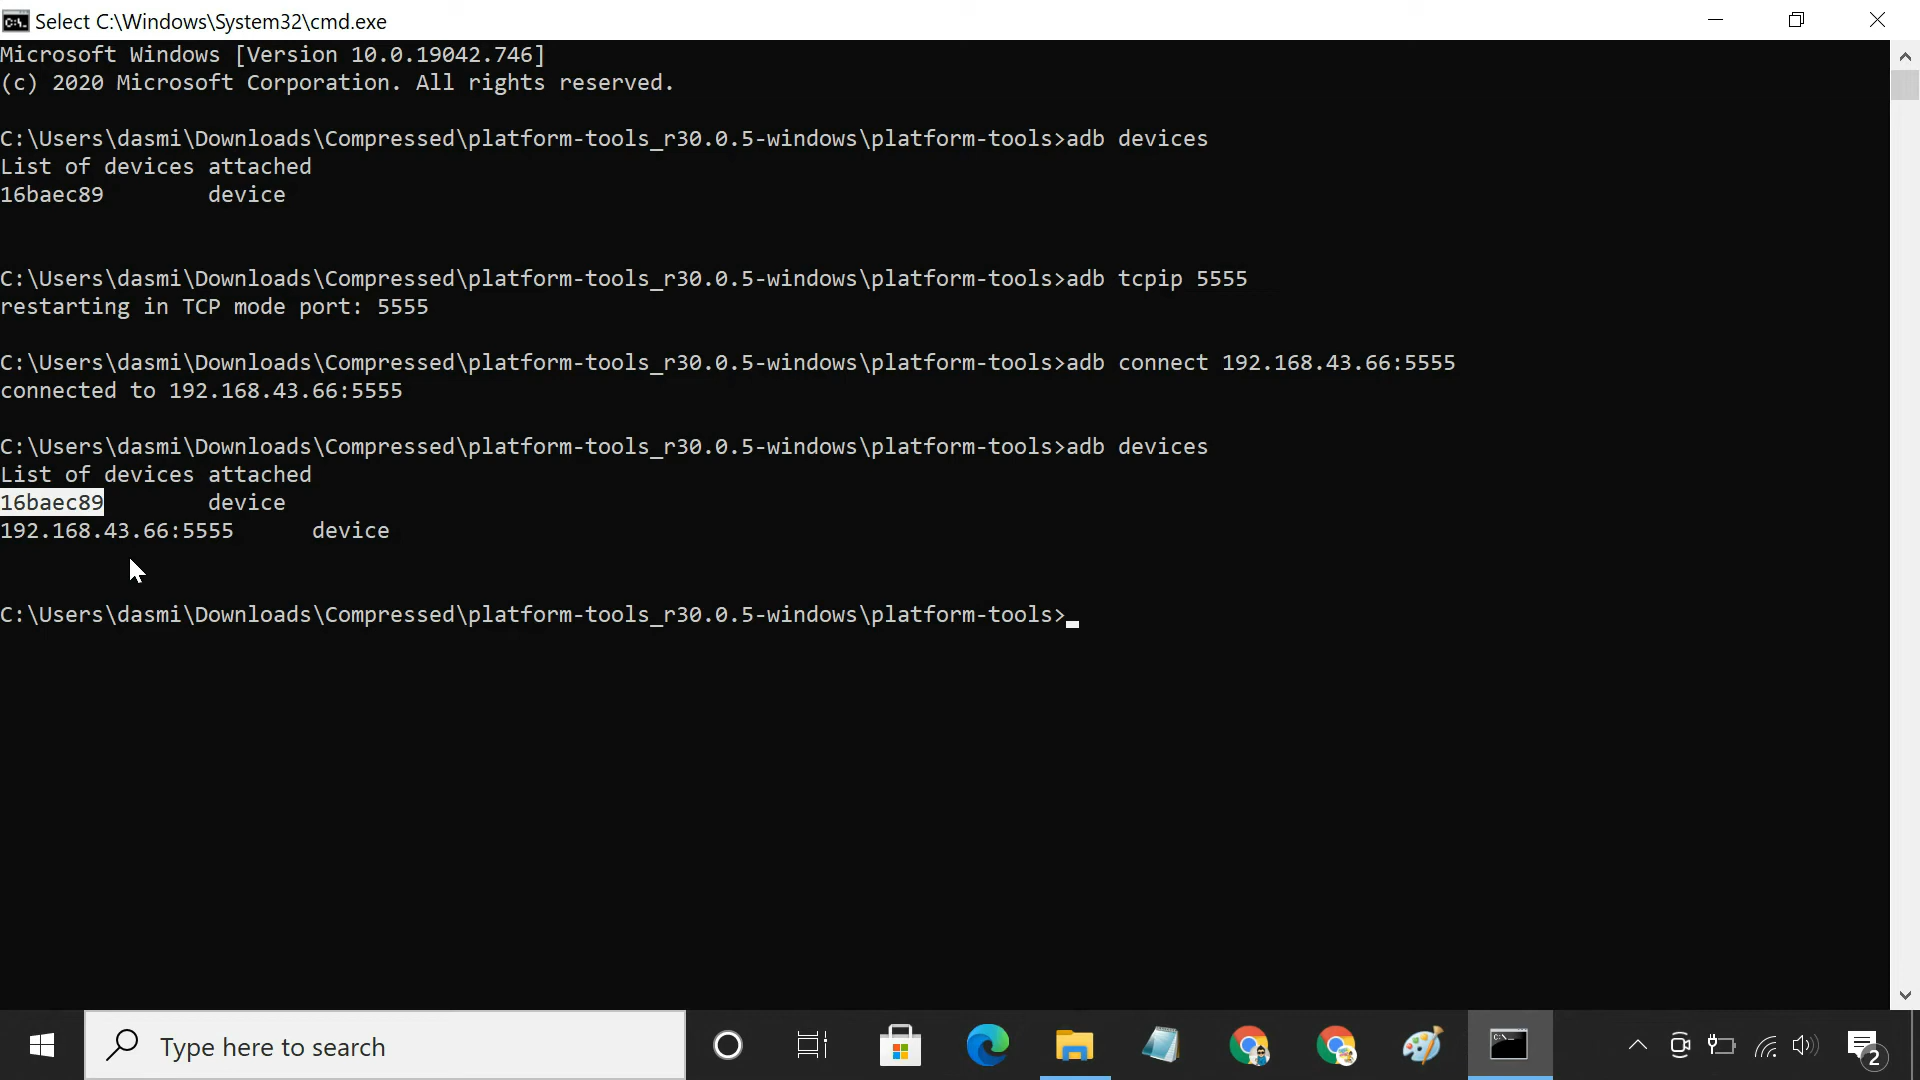 Select C:\Windows\System32\cmd.exe
Microsoft Windows [Version 10.0.19042.746]
(c) 2020 Microsoft Corporation. All rights reserved.
C:\Users\dasmi\Downloads\Compressed\platform-tools_r30.0.5-windows\platform-tools>adb devices
List of devices attached
16baec89        device
C:\Users\dasmi\Downloads\Compressed\platform-tools_r30.0.5-windows\platform-tools>adb tcpip 5555
restarting in TCP mode port: 5555
C:\Users\dasmi\Downloads\Compressed\platform-tools_r30.0.5-windows\platform-tools>adb connect 192.168.43.66:5555
connected to 192.168.43.66:5555
C:\Users\dasmi\Downloads\Compressed\platform-tools_r30.0.5-windows\platform-tools>adb devices
List of devices attached
16baec89        device
192.168.43.66:5555      device
C:\Users\dasmi\Downloads\Compressed\platform-tools_r30.0.5-windows\platform-tools>
Type here to search
2